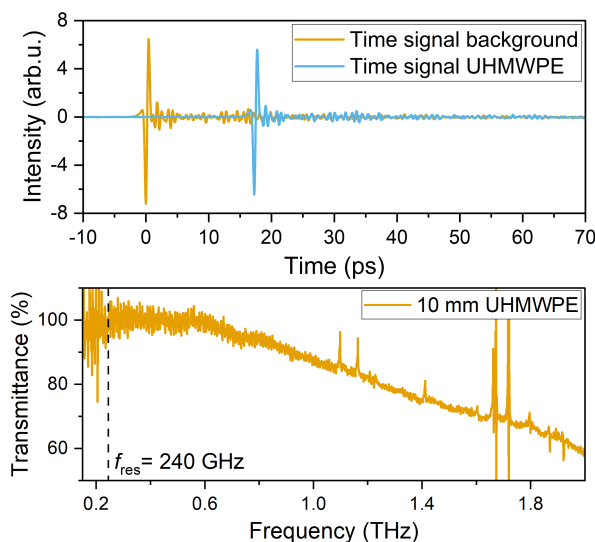 Intensity (arb.u.)
8
4
0
-4
-8
Time signal background
Time signal UHMWPE
-10 0 10 20 30 40 50 60 70
Time (ps)
Transmittance (%)
100
80
60
10 mm UHMWPE
fres= 240 GHz
0.2 0.6 1.0 1.4 1.8
Frequency (THz)